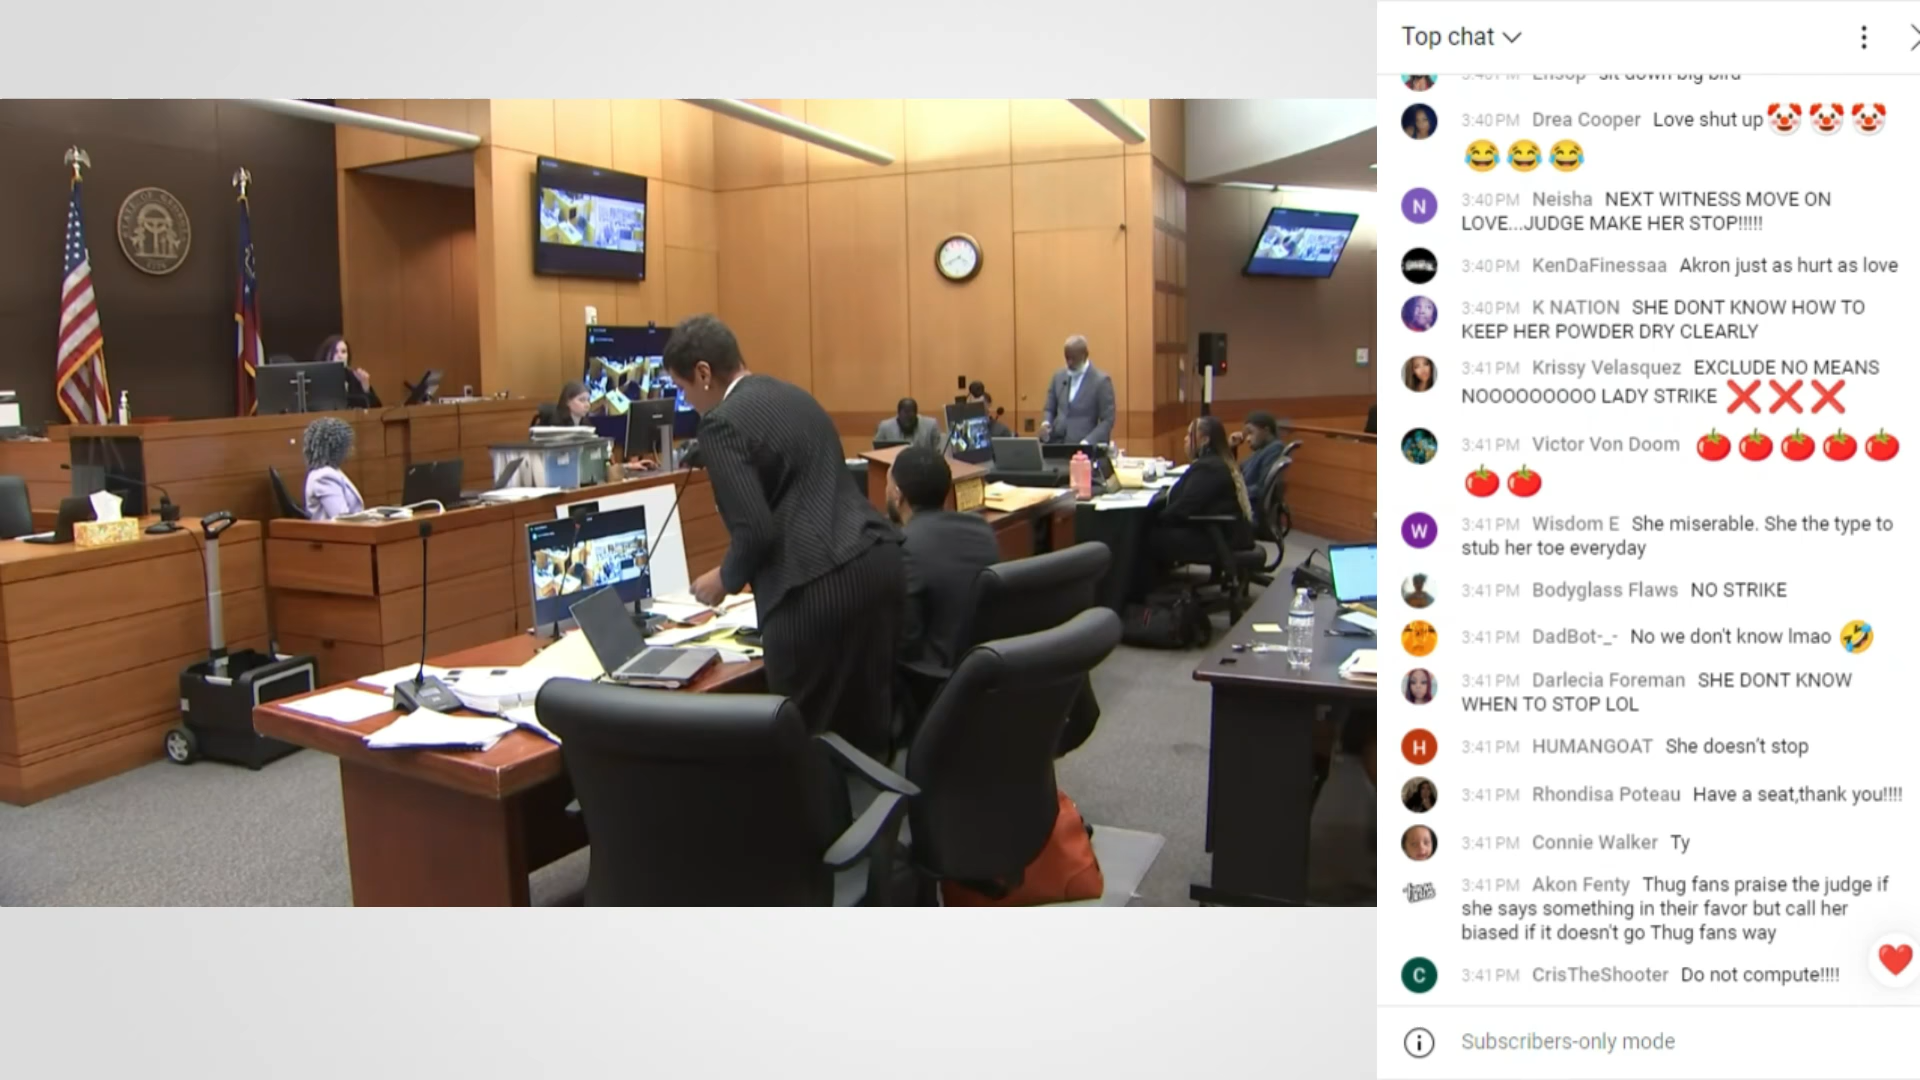 Top chat
sit down big bird
3:40 PM Drea Cooper Love shut up🤡🤡🤡
😂😂😂
3:40 PM Neisha NEXT WITNESS MOVE ON
LOVE...JUDGE MAKE HER STOP!!!!!
3:40 PM KenDaFinessaa Akron just as hurt as love
3:40 PM K NATION SHE DONT KNOW HOW TO
KEEP HER POWDER DRY CLEARLY
3:41 PM Krissy Velasquez EXCLUDE NO MEANS
NOOOOOOOOO LADY STRIKE ❌❌❌
3:41 PM Victor Von Doom 🍅🍅🍅🍅🍅
🍅🍅
3:41 PM Wisdom E She miserable. She the type to
stub her toe everyday
3:41 PM Bodyglass Flaws NO STRIKE
3:41 PM DadBot-_- No we don't know lmao 🤣
3:41 PM Darlecia Foreman SHE DONT KNOW
WHEN TO STOP LOL
3:41 PM HUMANGOAT She doesn't stop
3:41 PM Rhondisa Poteau Have a seat,thank you!!!!
3:41 PM Connie Walker Ty
3:41 PM Akon Fenty Thug fans praise the judge if
she says something in their favor but call her
biased if it doesn't go Thug fans way
3:41 PM CrisTheShooter Do not compute!!!!
Subscribers-only mode
N
W
H
C